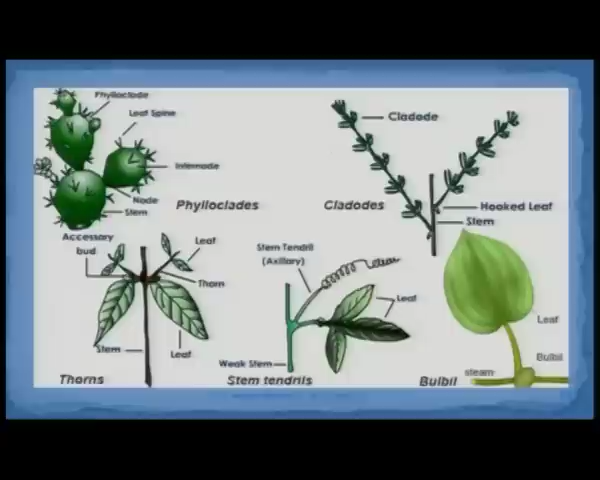 Phylloclade
Leaf Spine
Internode
Node
Stem
Phylloclades
Cladode
Hooked Leaf
Stem
Cladodes
Accessory
bud
Leaf
Thorn
Stem
Leaf
Thorns
Stem Tendril
(Axillary)
Leaf
Weak Stem
Stem tendrils
Leaf
Bulbil
steam
Bulbil